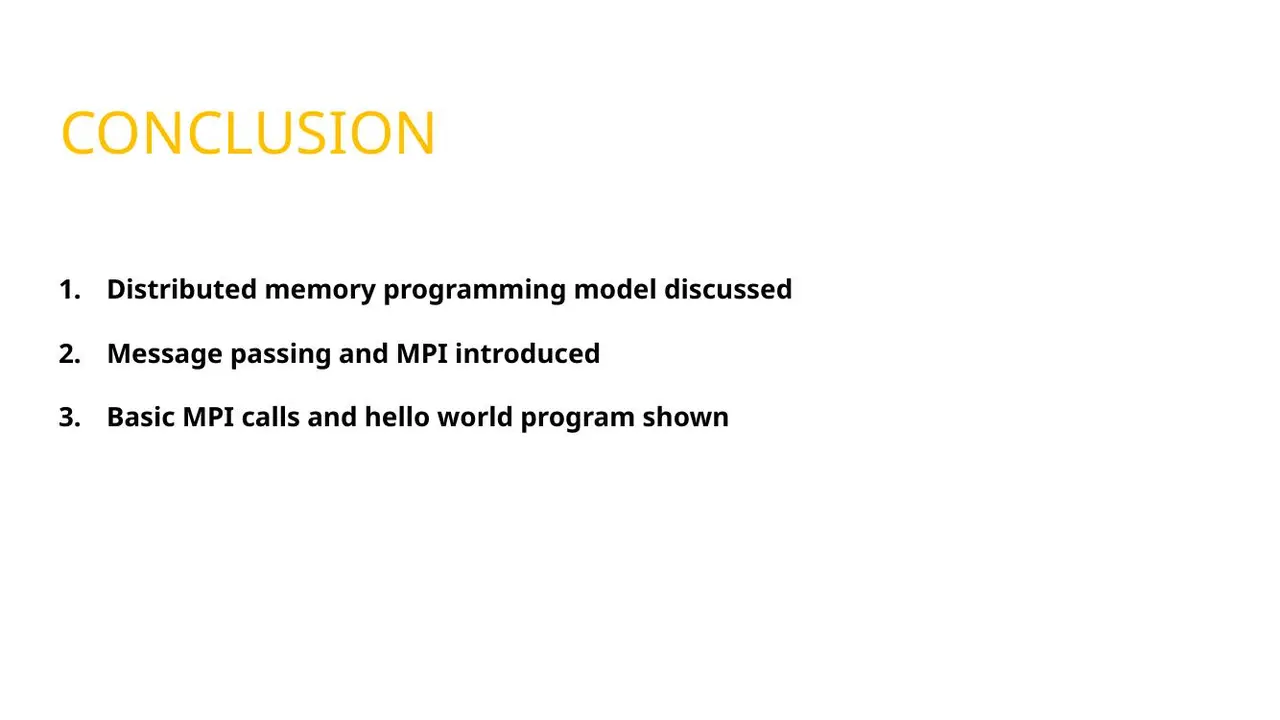 CONCLUSION
1. Distributed memory programming model discussed
2. Message passing and MPI introduced
3. Basic MPI calls and hello world program shown